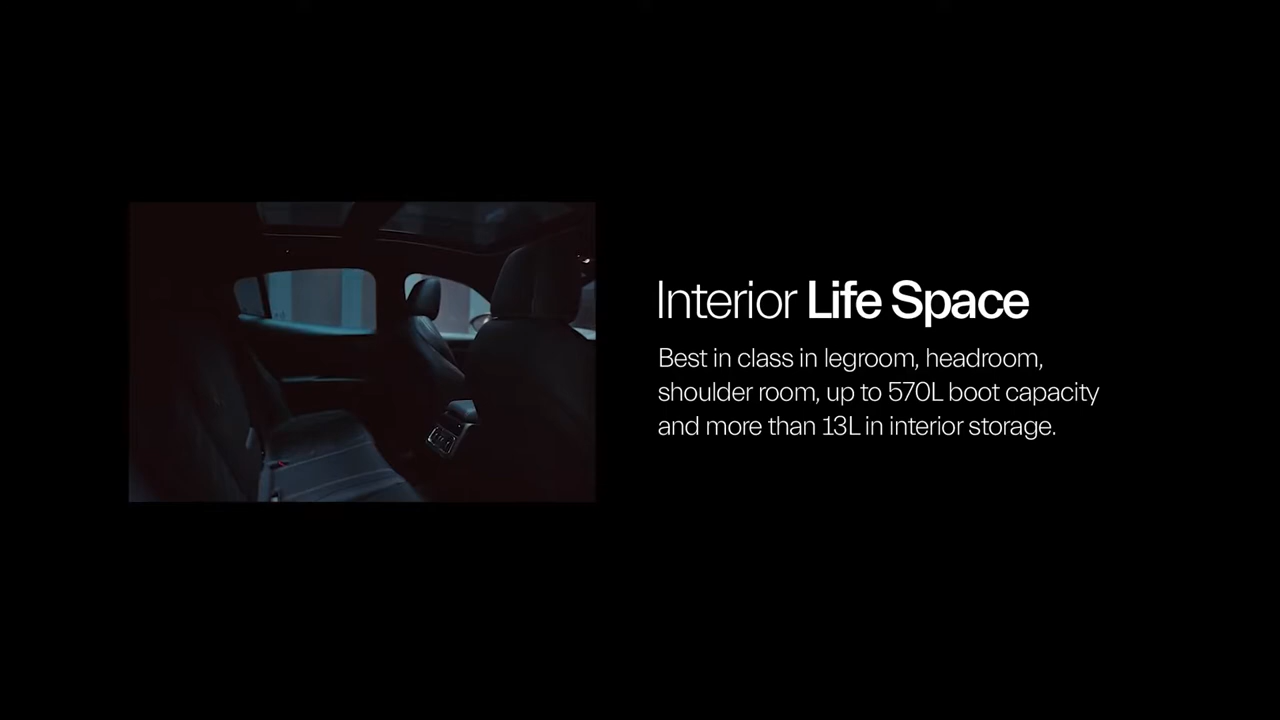 Interior Life Space
Best in class in legroom, headroom,
shoulder room, up to 570L boot capacity
and more than 13L in interior storage.